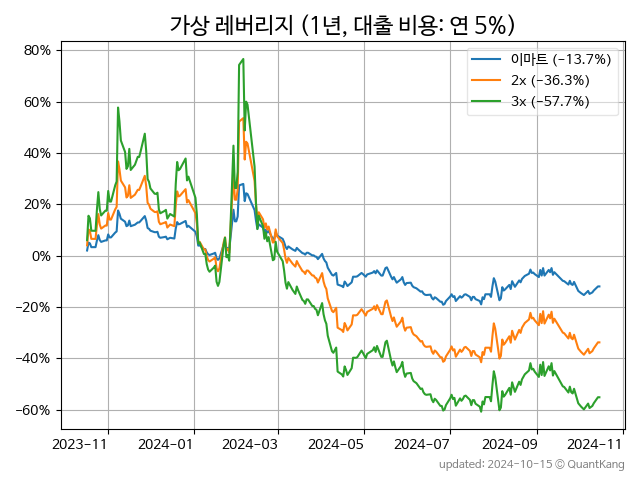 가상 레버리지 (1년, 대출 비용: 연 5%)
80%
60%
40%
20%
0%
−20%
−40%
−60%
이마트 (-13.7%)
2x (-36.3%)
3x (-57.7%)
2023-11 2024-01 2024-03 2024-05 2024-07 2024-09 2024-11
updated: 2024-10-15 © QuantKang